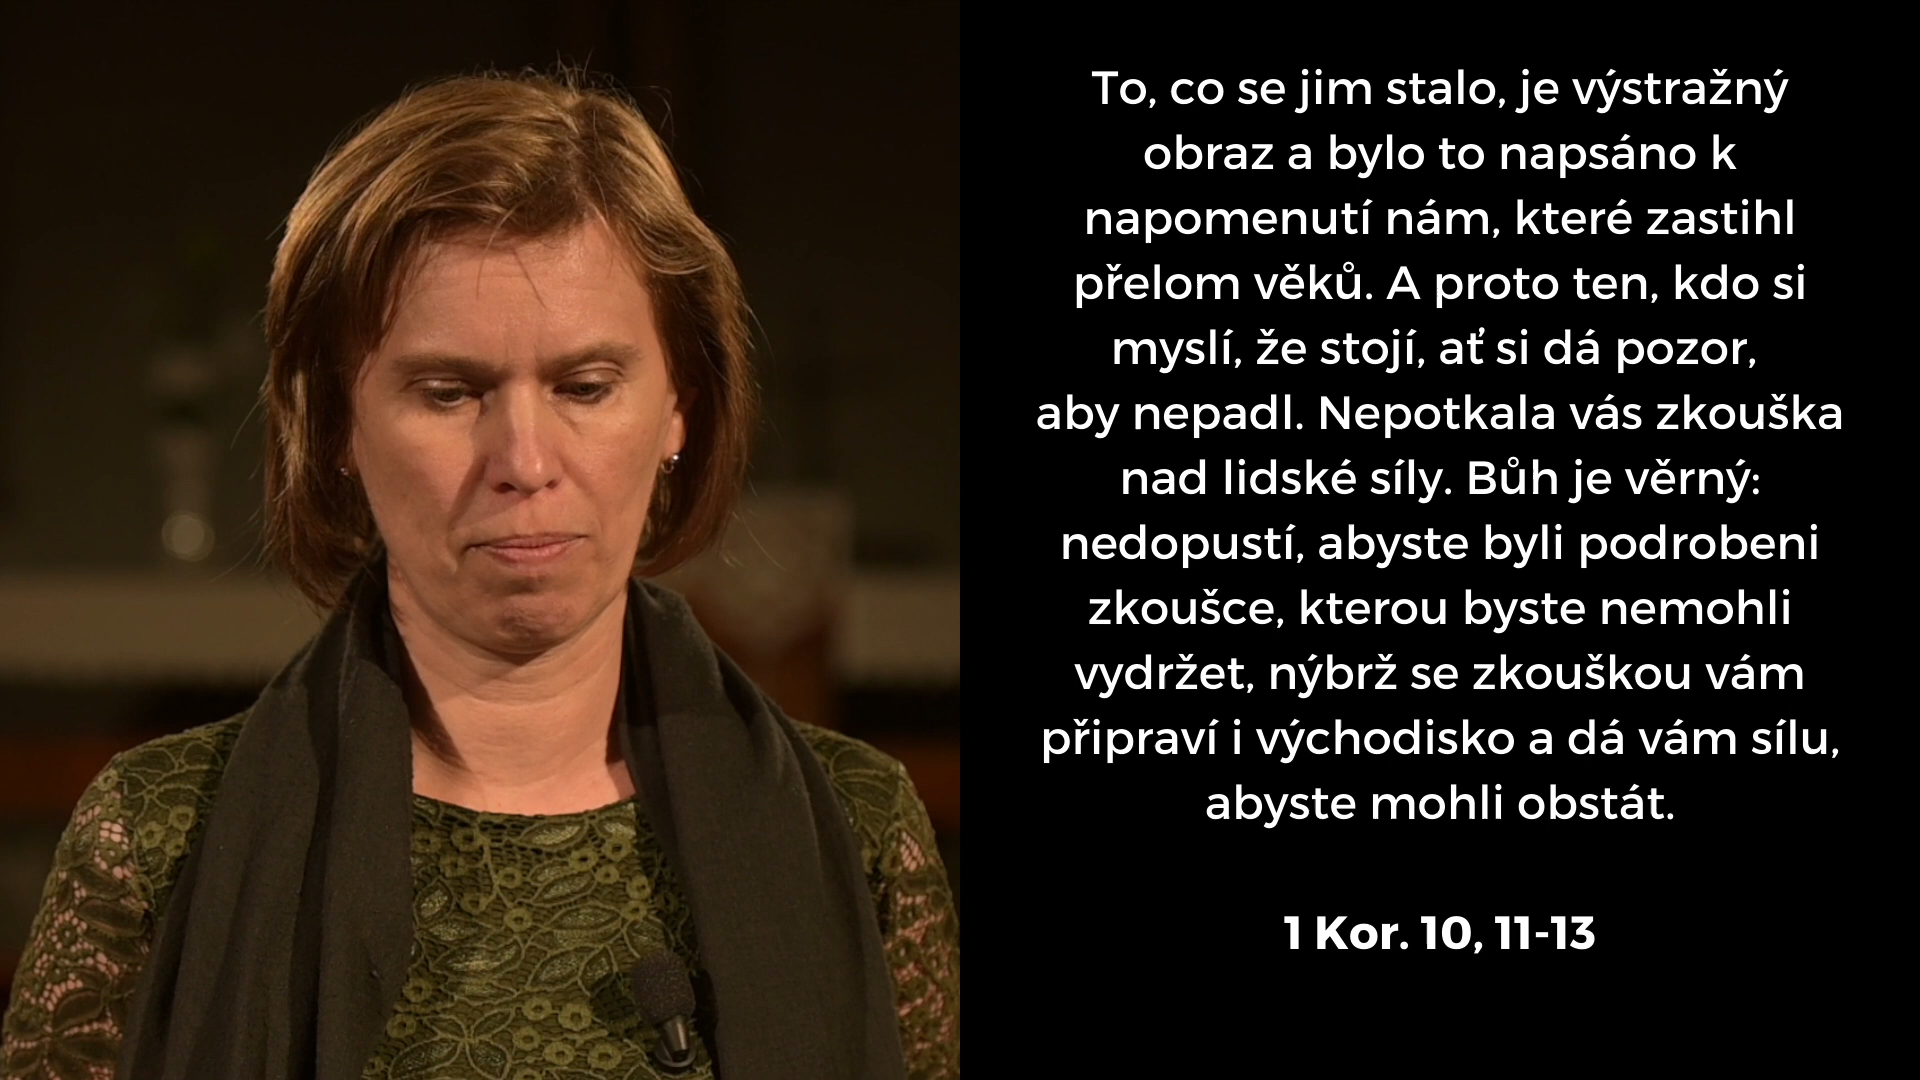 To, co se jim stalo, je výstražný
obraz a bylo to napsáno k
napomenutí nám, které zastihl
přelom věků. A proto ten, kdo si
myslí, že stojí, ať si dá pozor,
aby nepadl. Nepotkala vás zkouška
nad lidské síly. Bůh je věrný:
nedopustí, abyste byli podrobeni
zkoušce, kterou byste nemohli
vydržet, nýbrž se zkouškou vám
připraví i východisko a dá vám sílu,
abyste mohli obstát.
1 Kor. 10, 11-13